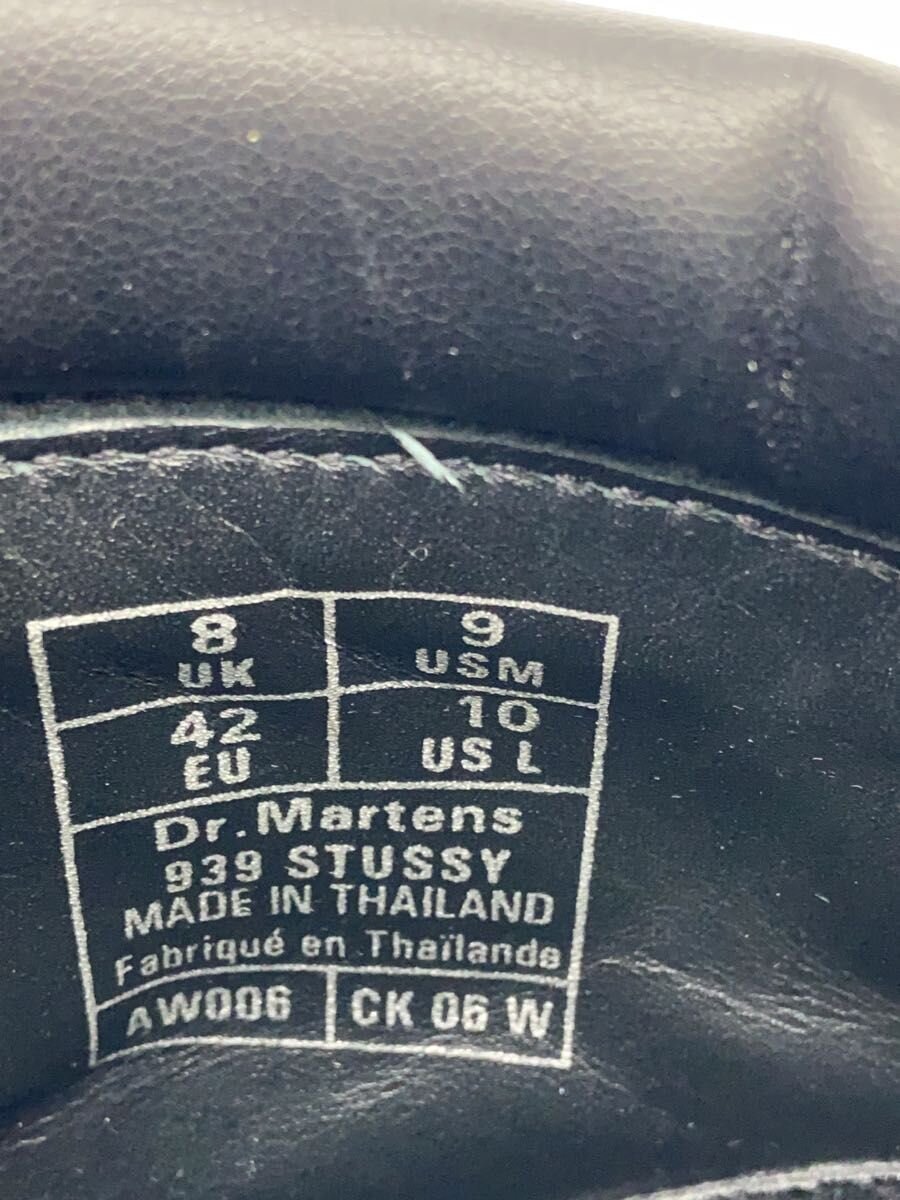 8 UK
9 USM
42 EU
10 US L
Dr. Martens
939 STUSSY
MADE IN THAILAND
Fabriqué en Thaïlande
AW006
CK 06 W